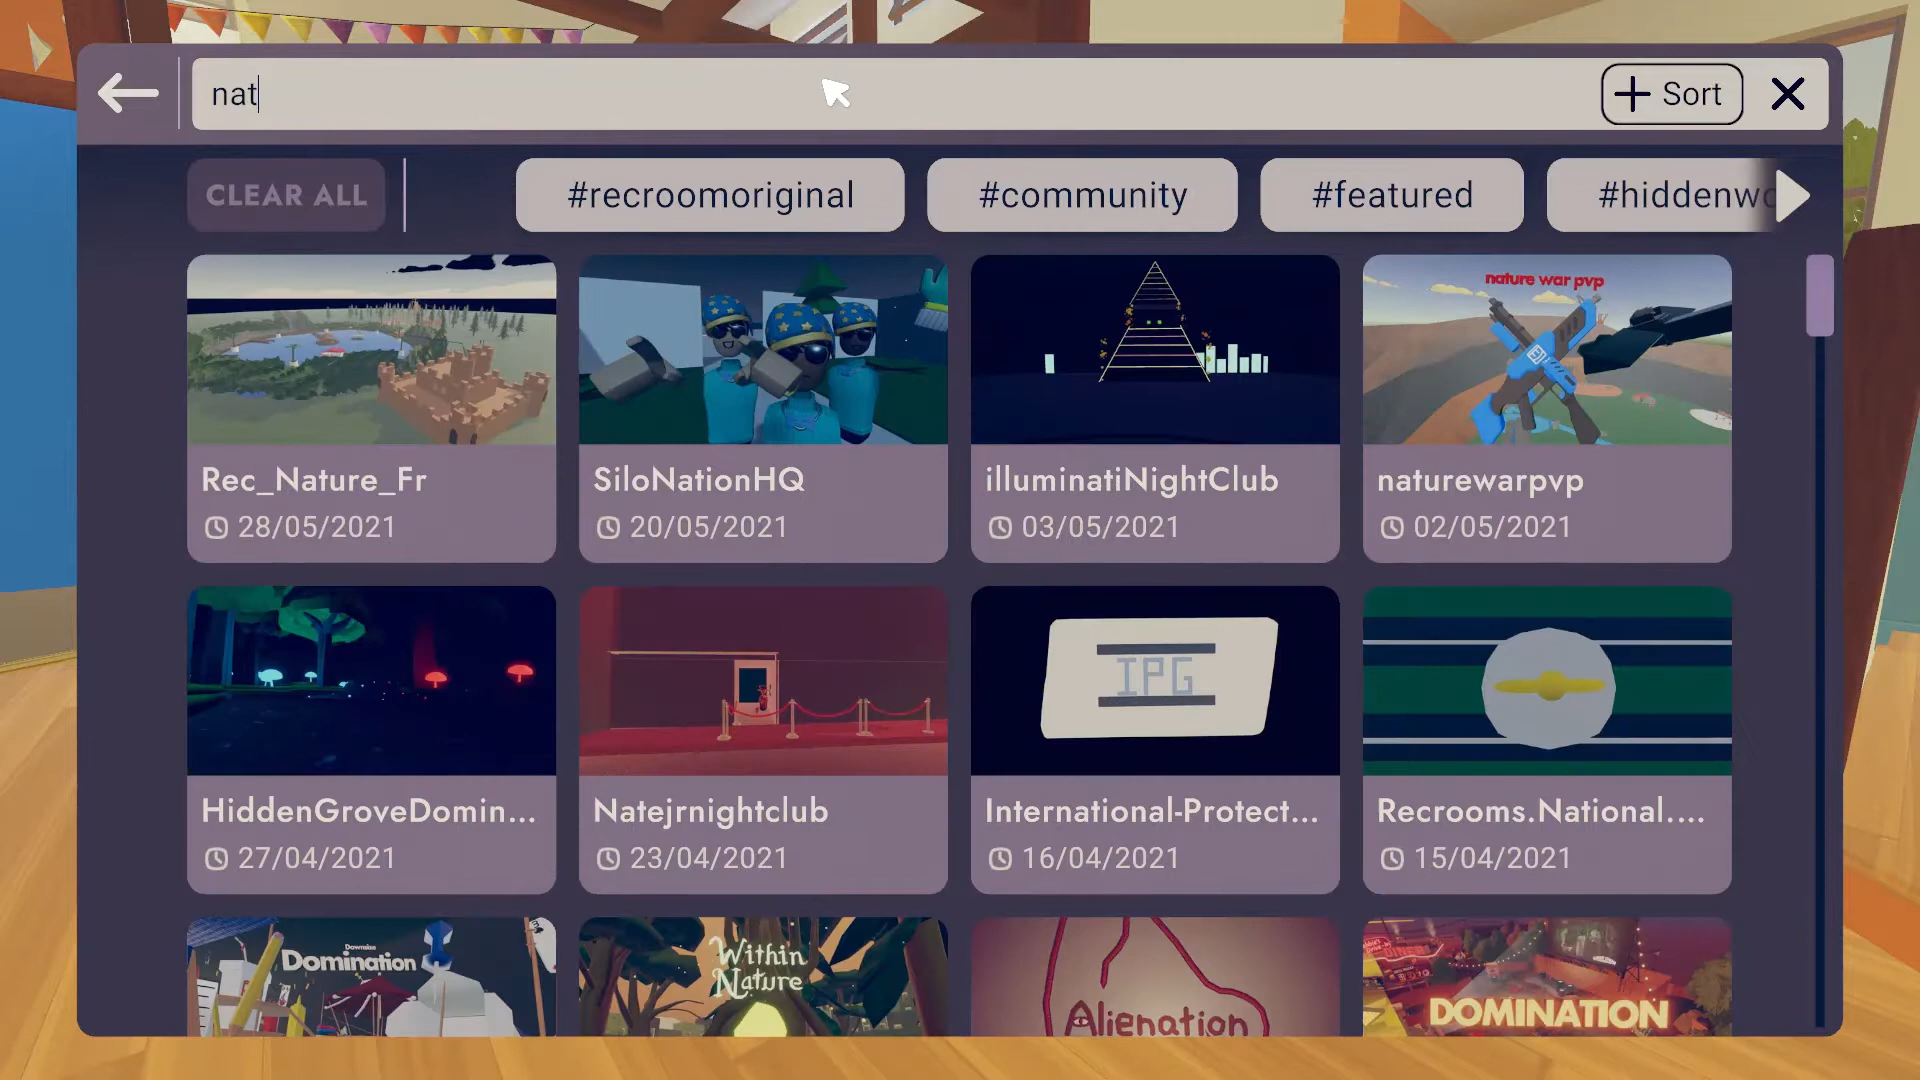 nat
Sort
CLEAR ALL
#recroomoriginal
#community
#featured
#hiddenwo
nature war pvp
Rec_Nature_Fr
SiloNationHQ
illuminatiNightClub
naturewarpvp
28/05/2021
20/05/2021
03/05/2021
02/05/2021
IPG
HiddenGroveDomin...
Natejrnightclub
International-Protect...
Recrooms.National....
27/04/2021
23/04/2021
16/04/2021
15/04/2021
Domination
Within
Nature
Alienation
DOMINATION